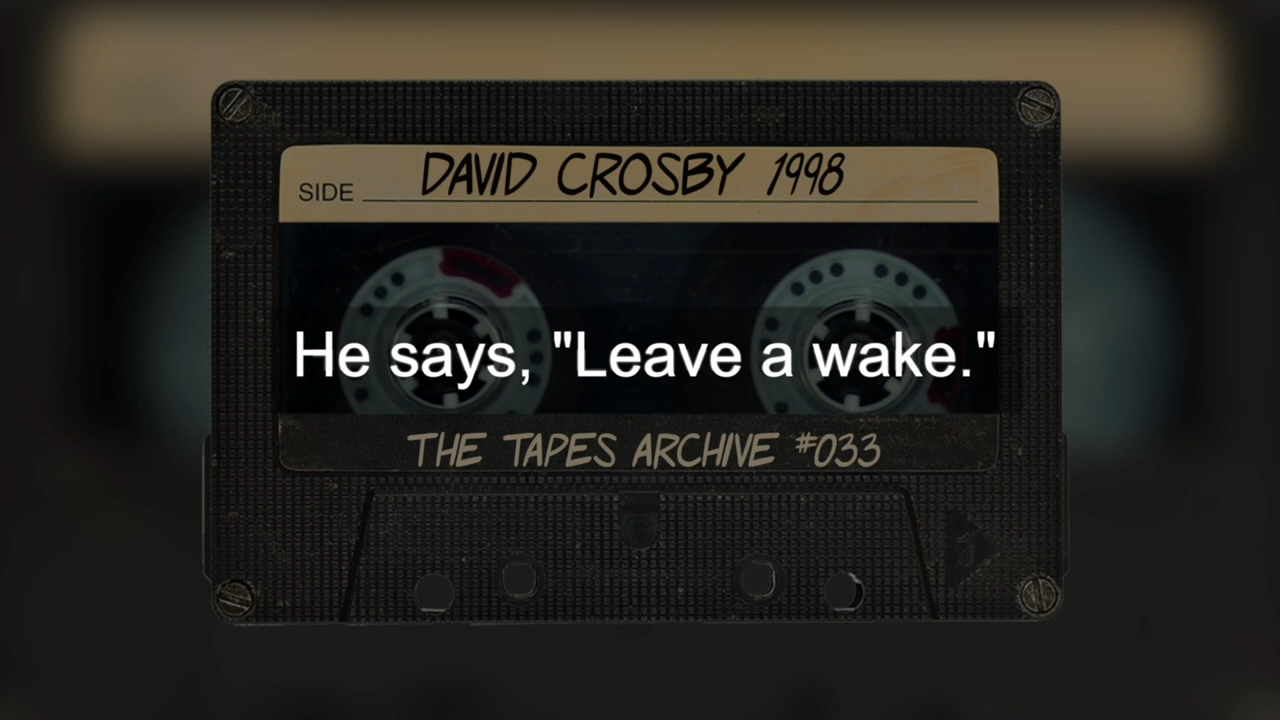 DAVID CROSBY 1998
SIDE
He says, "Leave a wake."
THE TAPES ARCHIVE #033